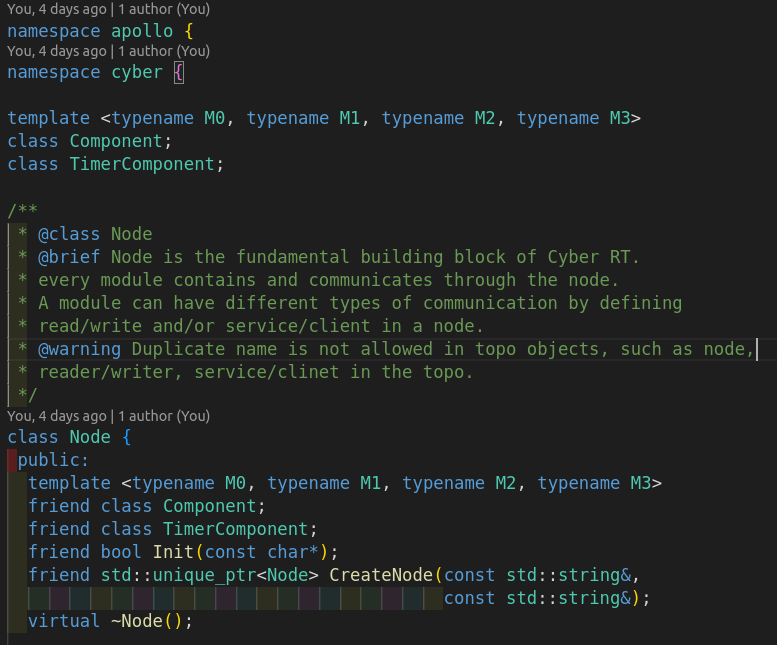 You, 4 days ago | 1 author (You)
namespace apollo {
You, 4 days ago | 1 author (You)
namespace cyber {
template <typename M0, typename M1, typename M2, typename M3>
class Component;
class TimerComponent;
/**
* @class Node
* @brief Node is the fundamental building block of Cyber RT.
* every module contains and communicates through the node.
* A module can have different types of communication by defining
* read/write and/or service/client in a node.
* @warning Duplicate name is not allowed in topo objects, such as node,
* reader/writer, service/clinet in the topo.
*/
You, 4 days ago | 1 author (You)
class Node {
public:
template <typename M0, typename M1, typename M2, typename M3>
friend class Component;
friend class TimerComponent;
friend bool Init(const char*);
friend std::unique_ptr<Node> CreateNode(const std::string&,
const std::string&);
virtual ~Node();